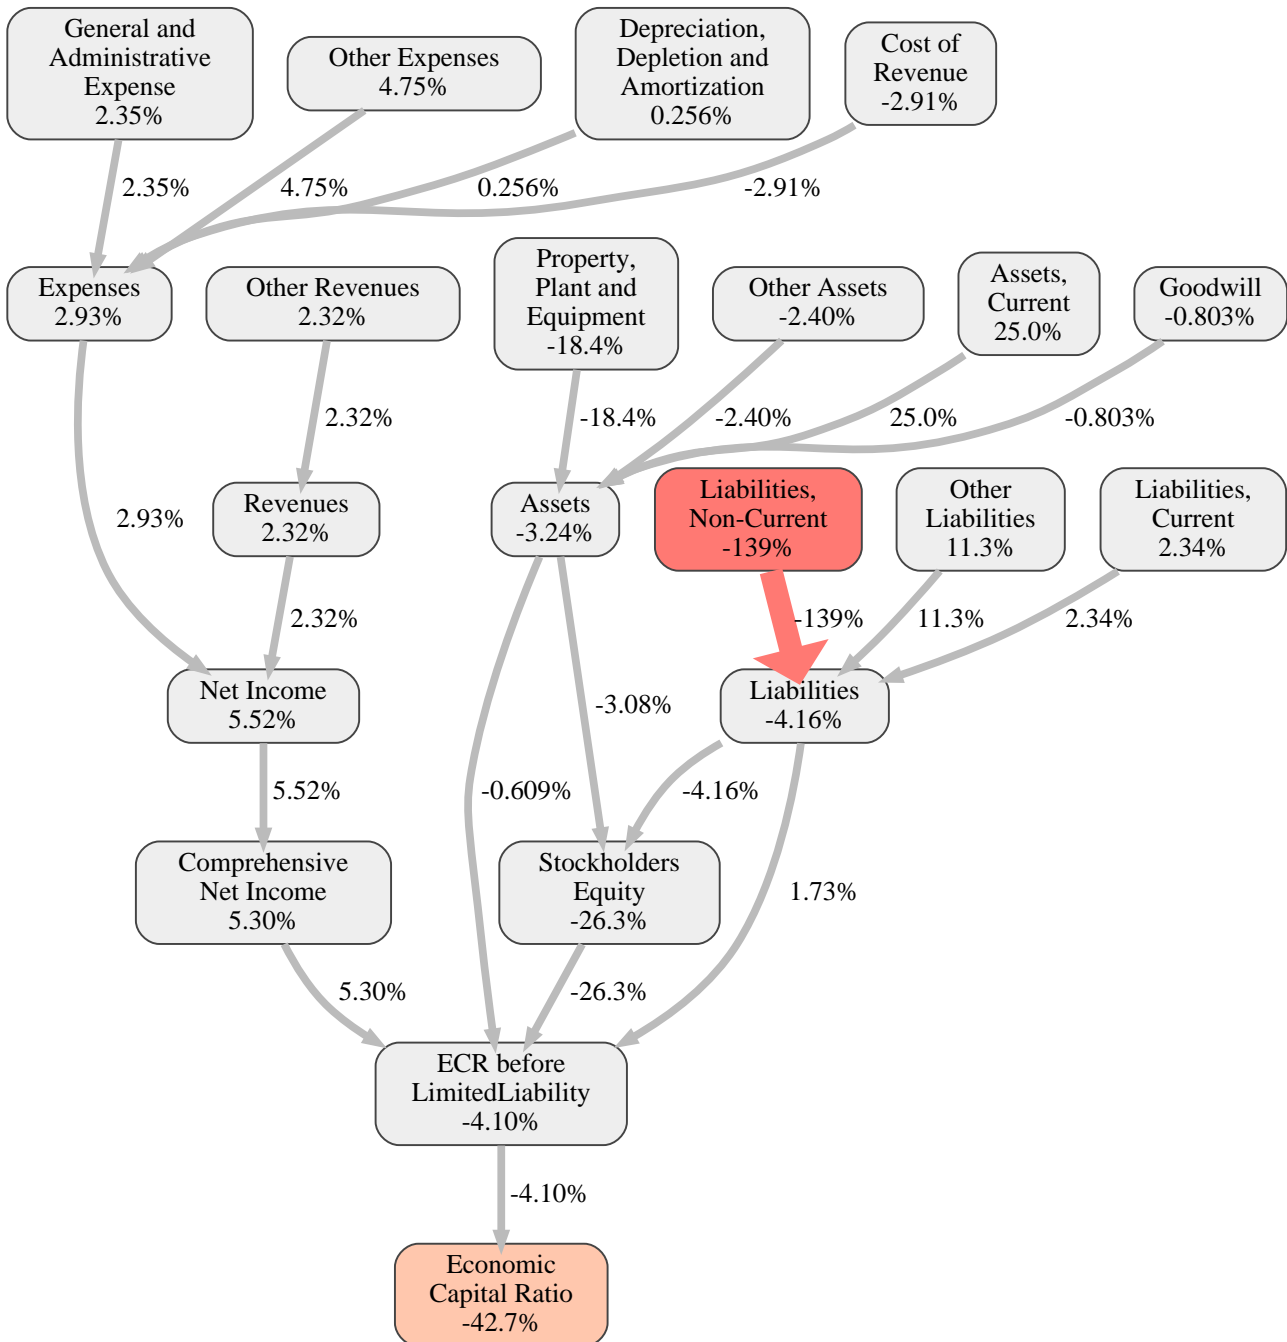 General and
Administrative
Expense
2.35%
Other Expenses
4.75%
Depreciation,
Depletion and
Amortization
0.256%
Cost of
Revenue
-2.91%
2.35%
4.75%
0.256%
-2.91%
Expenses
2.93%
Other Revenues
2.32%
Property,
Plant and
Equipment
-18.4%
Other Assets
-2.40%
Assets,
Current
25.0%
Goodwill
-0.803%
2.32%
-18.4%
-2.40%
25.0%
-0.803%
2.93%
Revenues
2.32%
Assets
-3.24%
Liabilities,
Non-Current
-139%
Other
Liabilities
11.3%
Liabilities,
Current
2.34%
2.32%
-139%
11.3%
2.34%
Net Income
5.52%
-3.08%
Liabilities
-4.16%
5.52%
-0.609%
-4.16%
Comprehensive
Net Income
5.30%
Stockholders
Equity
-26.3%
1.73%
5.30%
-26.3%
ECR before
LimitedLiability
-4.10%
-4.10%
Economic
Capital Ratio
-42.7%